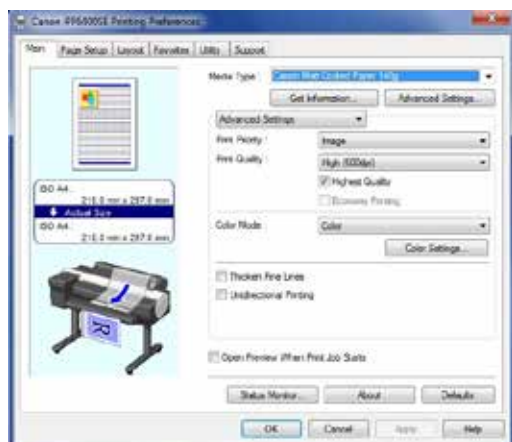 Canon iPF6400SE Printing Preferences
Main Page Setup Layout Favorites Utility Support
Media Type : Canon Matt Coated Paper 140g
Get Information... Advanced Settings...
Advanced Settings
Print Priority : Image
Print Quality : High (600dpi)
Highest Quality
Economy Printing
ISO A4
210.0 mm x 297.0 mm
Actual Size
ISO A4
210.0 mm x 297.0 mm
Color Mode : Color
Color Settings...
Thicken Fine Lines
Unidirectional Printing
Open Preview When Print Job Starts
Status Monitor... About Defaults
OK Cancel Apply Help